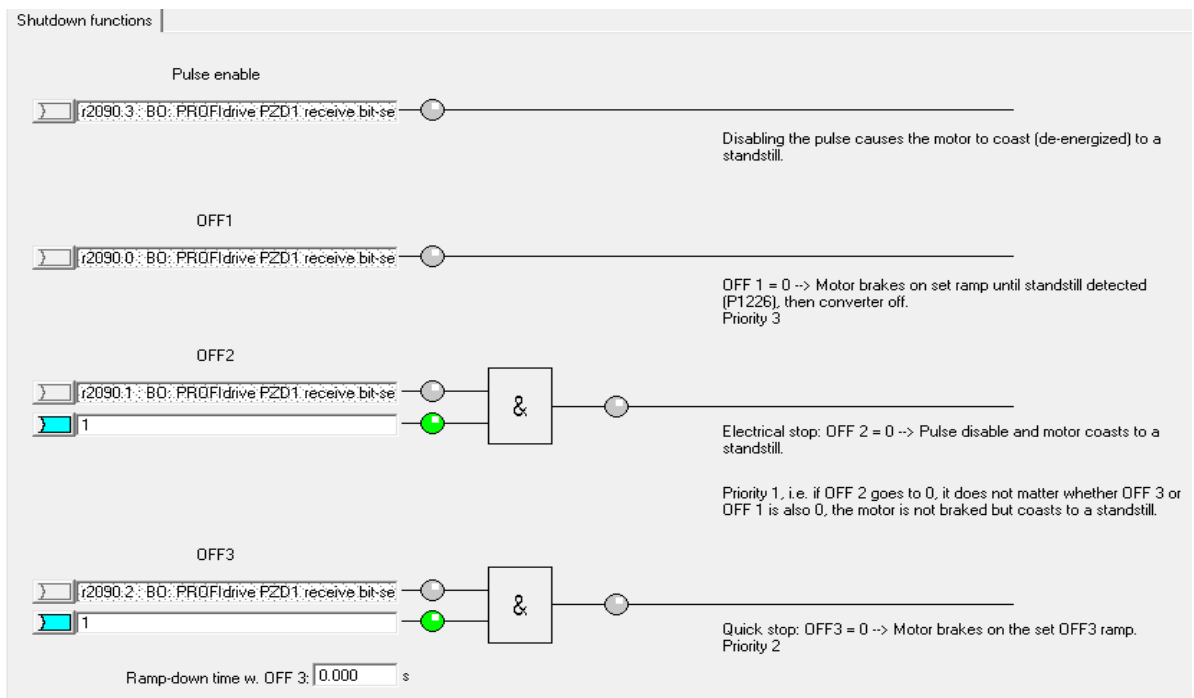 Shutdown functions
Pulse enable
r2090.3 : BO: PROFIdrive PZD1 receive bit-se
Disabling the pulse causes the motor to coast (de-energized) to a
standstill.
OFF1
r2090.0 : BO: PROFIdrive PZD1 receive bit-se
OFF 1 = 0 --> Motor brakes on set ramp until standstill detected
(P1226), then converter off.
Priority 3
OFF2
r2090.1 : BO: PROFIdrive PZD1 receive bit-se
1
&
Electrical stop: OFF 2 = 0 --> Pulse disable and motor coasts to a
standstill.
Priority 1, i.e. if OFF 2 goes to 0, it does not matter whether OFF 3 or
OFF 1 is also 0, the motor is not braked but coasts to a standstill.
OFF3
r2090.2 : BO: PROFIdrive PZD1 receive bit-se
1
&
Quick stop: OFF3 = 0 --> Motor brakes on the set OFF3 ramp.
Priority 2
Ramp-down time w. OFF 3: 0.000 s